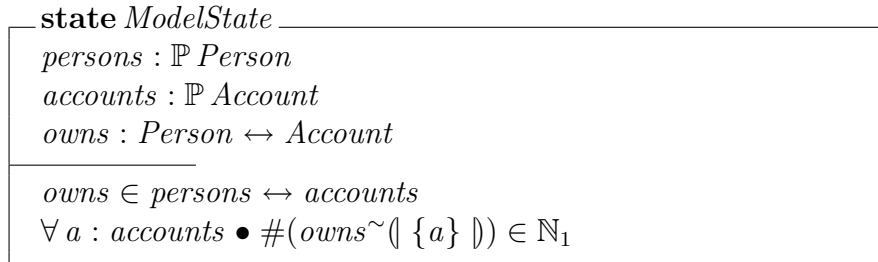 state ModelState
persons : ℙ Person
accounts : ℙ Account
owns : Person ↔ Account
owns ∈ persons ↔ accounts
∀ a : accounts • #(owns~⦇ {a} ⦈) ∈ ℕ₁